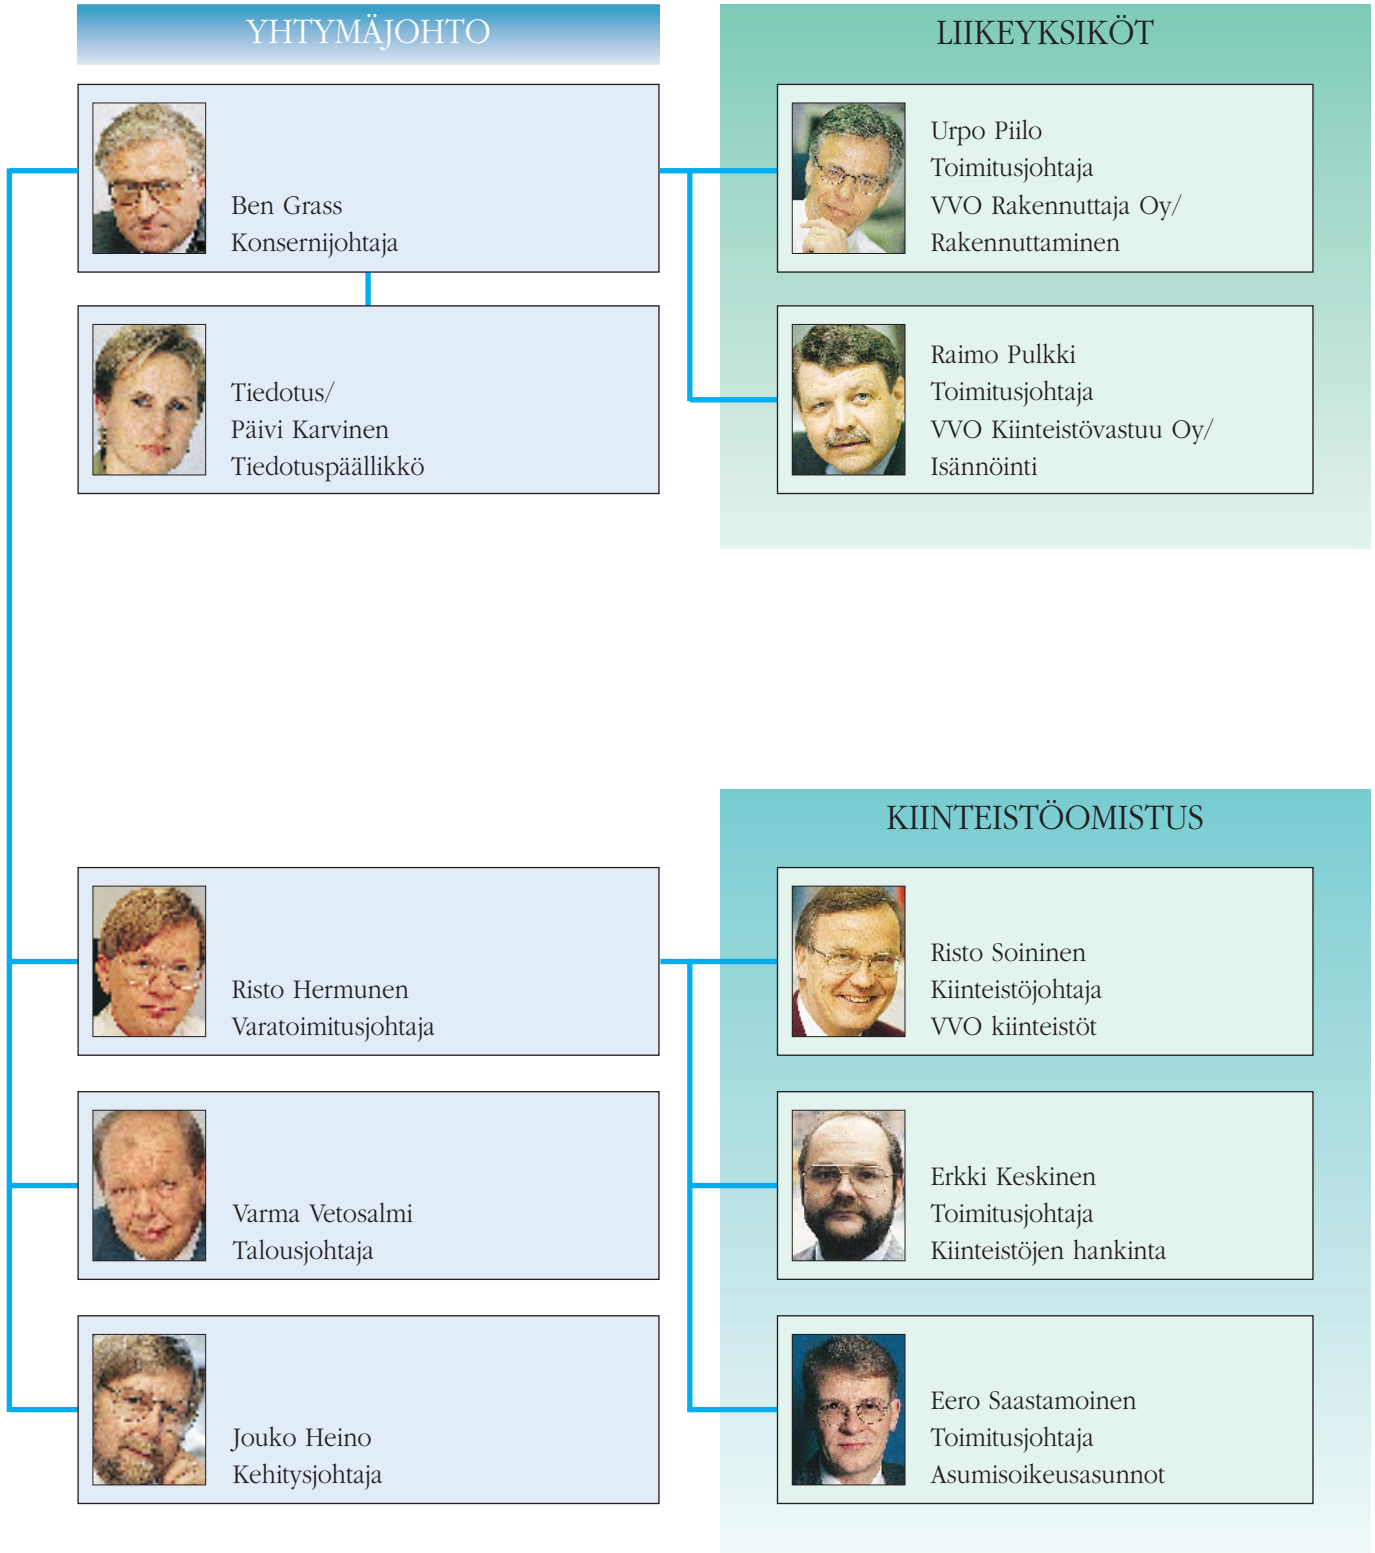 YHTYMÄJOHTO
Ben Grass
Konsernijohtaja
Tiedotus/
Päivi Karvinen
Tiedotuspäällikkö
LIIKEYKSIKÖT
Urpo Piilo
Toimitusjohtaja
VVO Rakennuttaja Oy/
Rakennuttaminen
Raimo Pulkki
Toimitusjohtaja
VVO Kiinteistövastuu Oy/
Isännöinti
Risto Hermunen
Varatoimitusjohtaja
Varma Vetosalmi
Talousjohtaja
Jouko Heino
Kehitysjohtaja
KIINTEISTÖOMISTUS
Risto Soininen
Kiinteistöjohtaja
VVO kiinteistöt
Erkki Keskinen
Toimitusjohtaja
Kiinteistöjen hankinta
Eero Saastamoinen
Toimitusjohtaja
Asumisoikeusasunnot